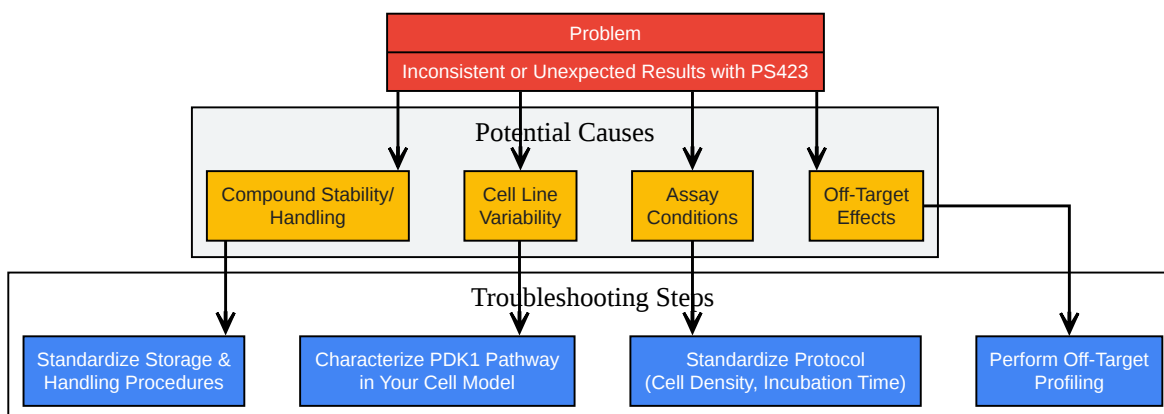 Problem
Inconsistent or Unexpected Results with PS423
Potential Causes
Compound Stability/
Handling
Cell Line
Variability
Assay
Conditions
Off-Target
Effects
Troubleshooting Steps
Standardize Storage &
Handling Procedures
Characterize PDK1 Pathway
in Your Cell Model
Standardize Protocol
(Cell Density, Incubation Time)
Perform Off-Target
Profiling